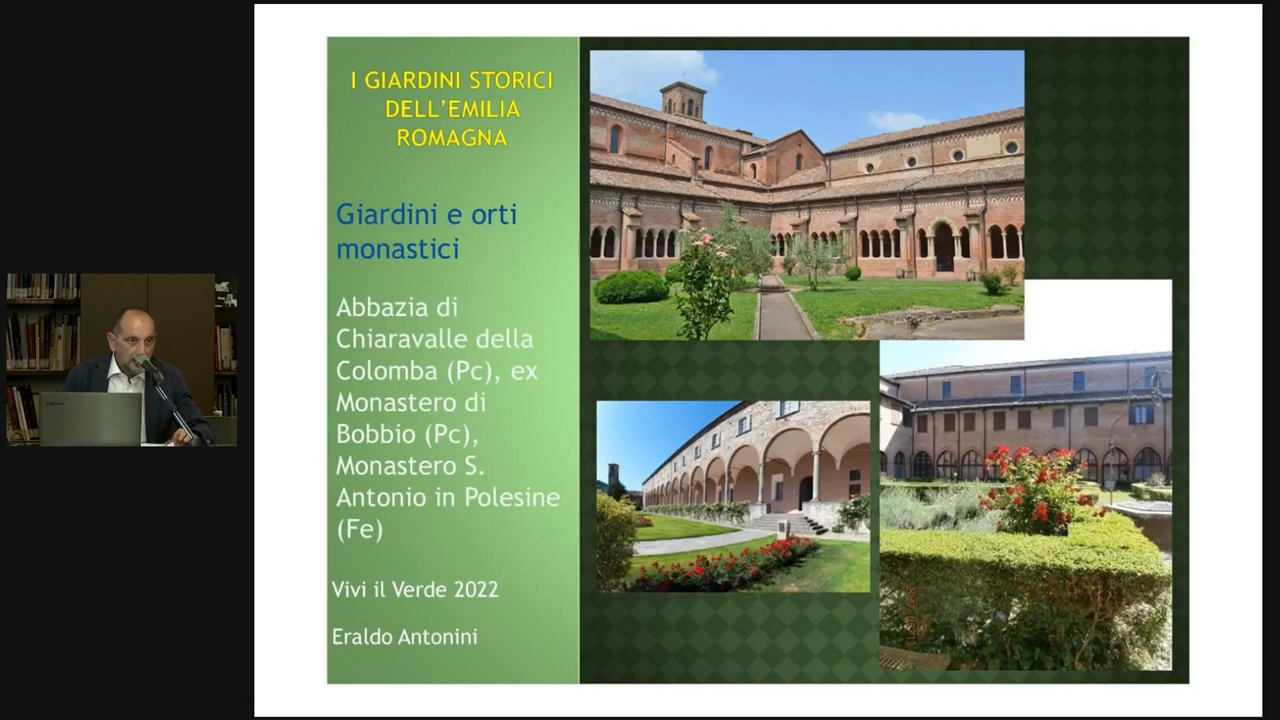 I GIARDINI STORICI
DELL'EMILIA
ROMAGNA
Giardini e orti
monastici
Abbazia di
Chiaravalle della
Colomba (Pc), ex
Monastero di
Bobbio (Pc),
Monastero S.
Antonio in Polesine
(Fe)
Vivi il Verde 2022
Eraldo Antonini